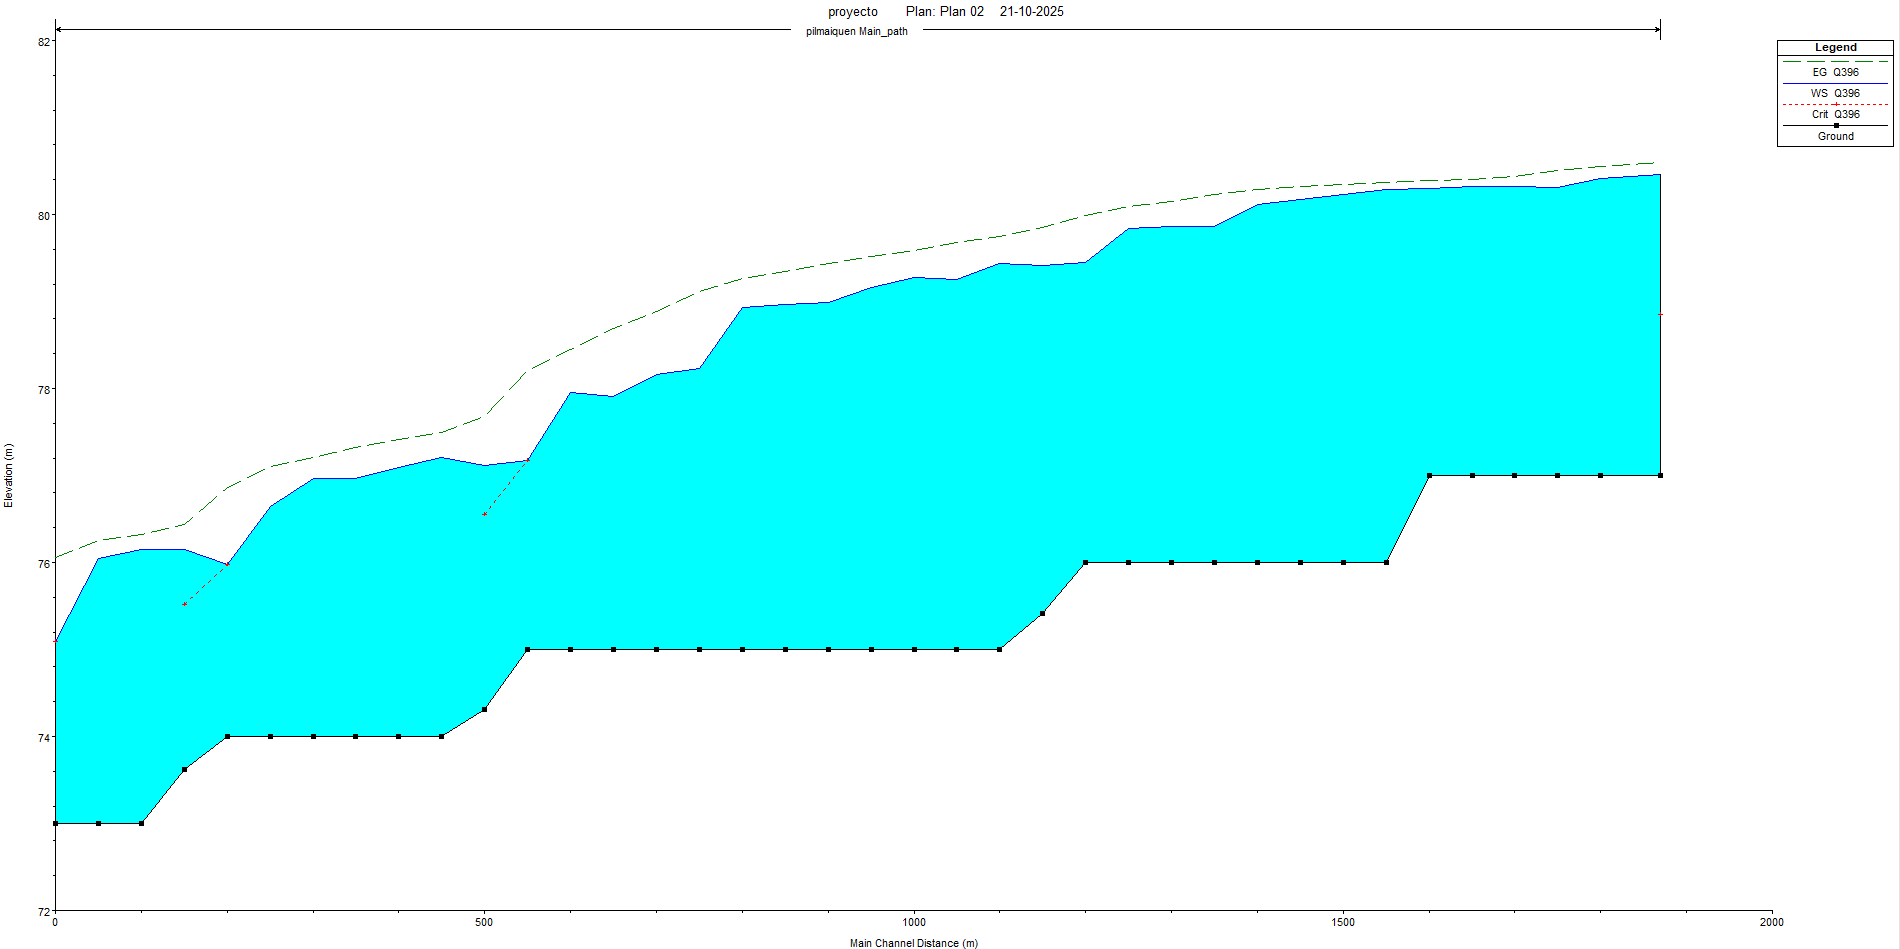 proyecto Plan: Plan 02 21-10-2025
pilmaiquen Main_path
Legend
EG Q396
WS Q396
Crit Q396
Ground
82
80
78
76
74
72
Elevation (m)
0 500 1000 1500 2000
Main Channel Distance (m)